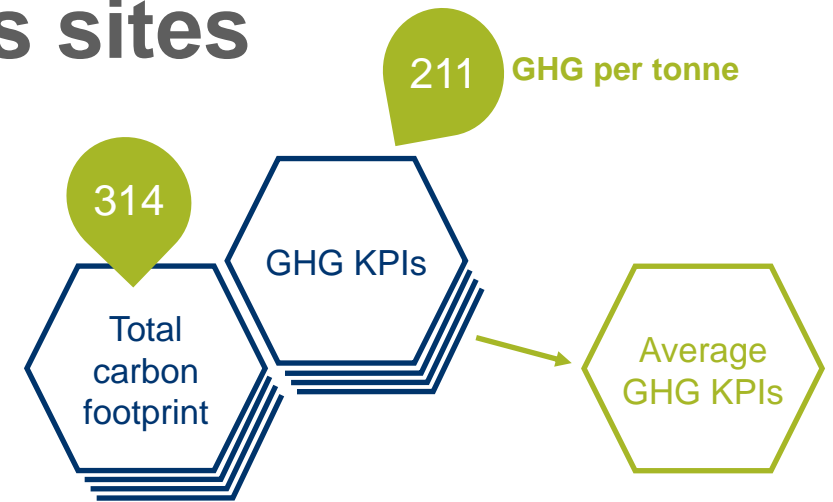 s sites
211
GHG per tonne
314
GHG KPIs
Total
carbon
footprint
Average
GHG KPIs